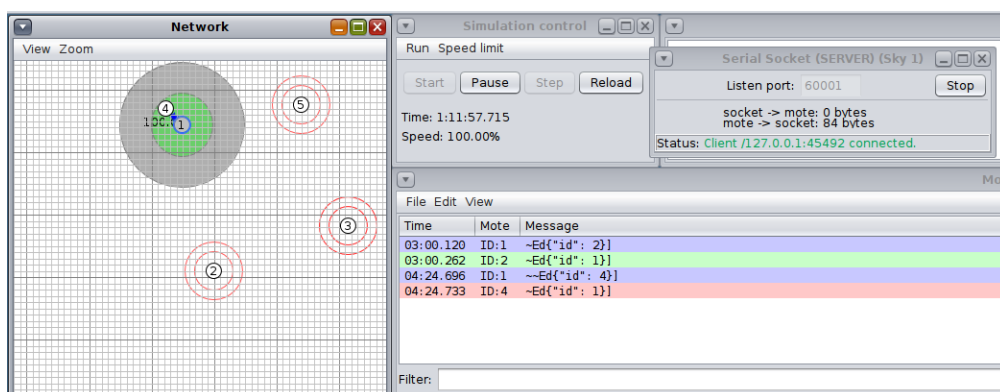 Network
View Zoom
5
4
100.
1
3
2
Simulation control
Run Speed limit
Start Pause Step Reload
Time: 1:11:57.715
Speed: 100.00%
Serial Socket (SERVER) (Sky 1)
Listen port: 60001 Stop
socket -> mote: 0 bytes
mote -> socket: 84 bytes
Status: Client /127.0.0.1:45492 connected.
Mo
File Edit View
Time Mote Message
03:00.120 ID:1 ~Ed{"id": 2}]
03:00.262 ID:2 ~Ed{"id": 1}]
04:24.696 ID:1 ~~Ed{"id": 4}]
04:24.733 ID:4 ~Ed{"id": 1}]
Filter: